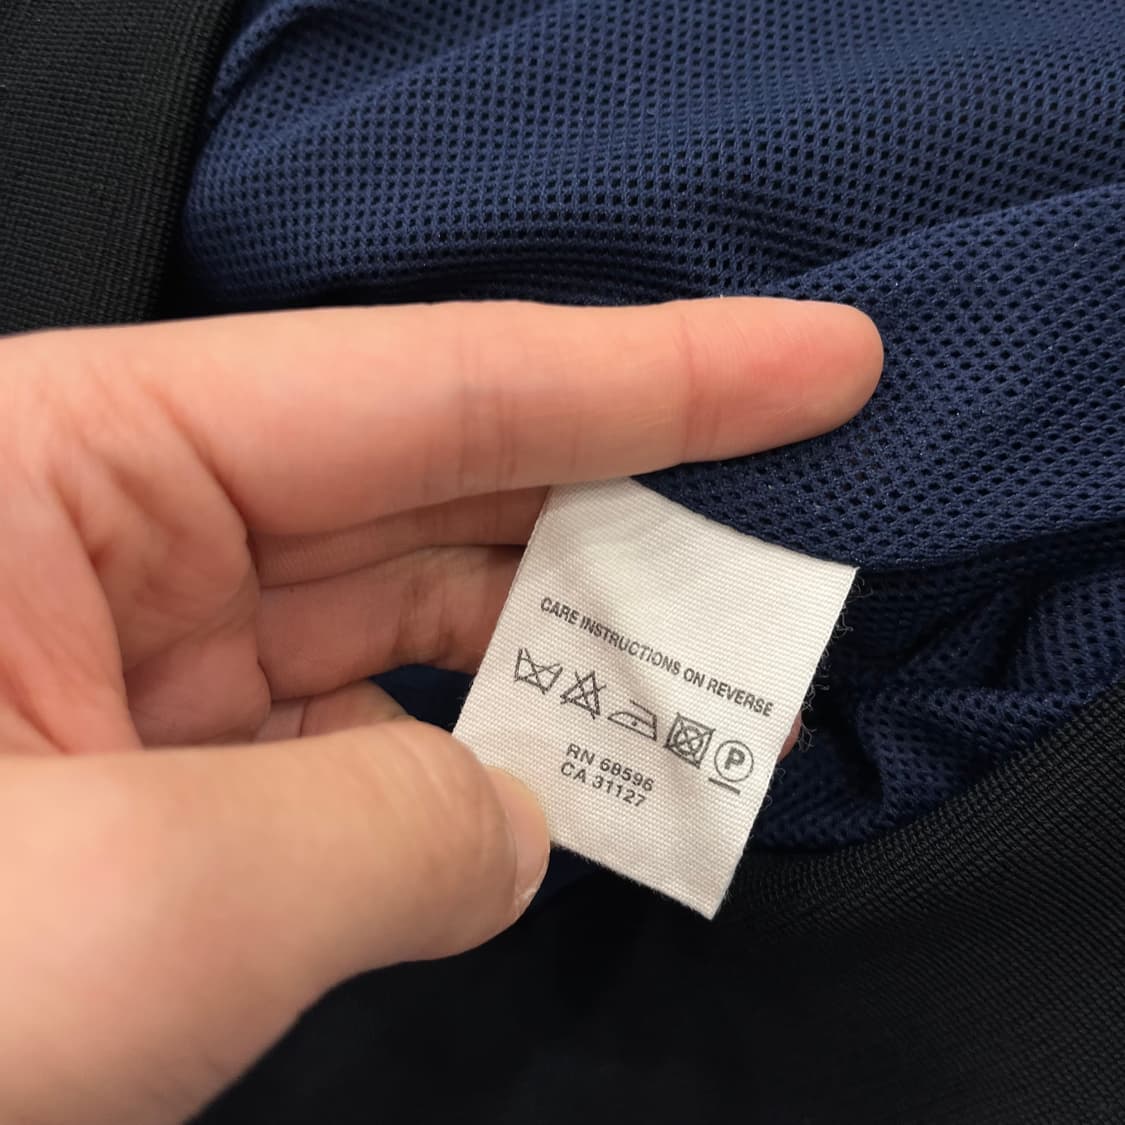 CARE INSTRUCTIONS ON REVERSE
P
RN 68596
CA 31127